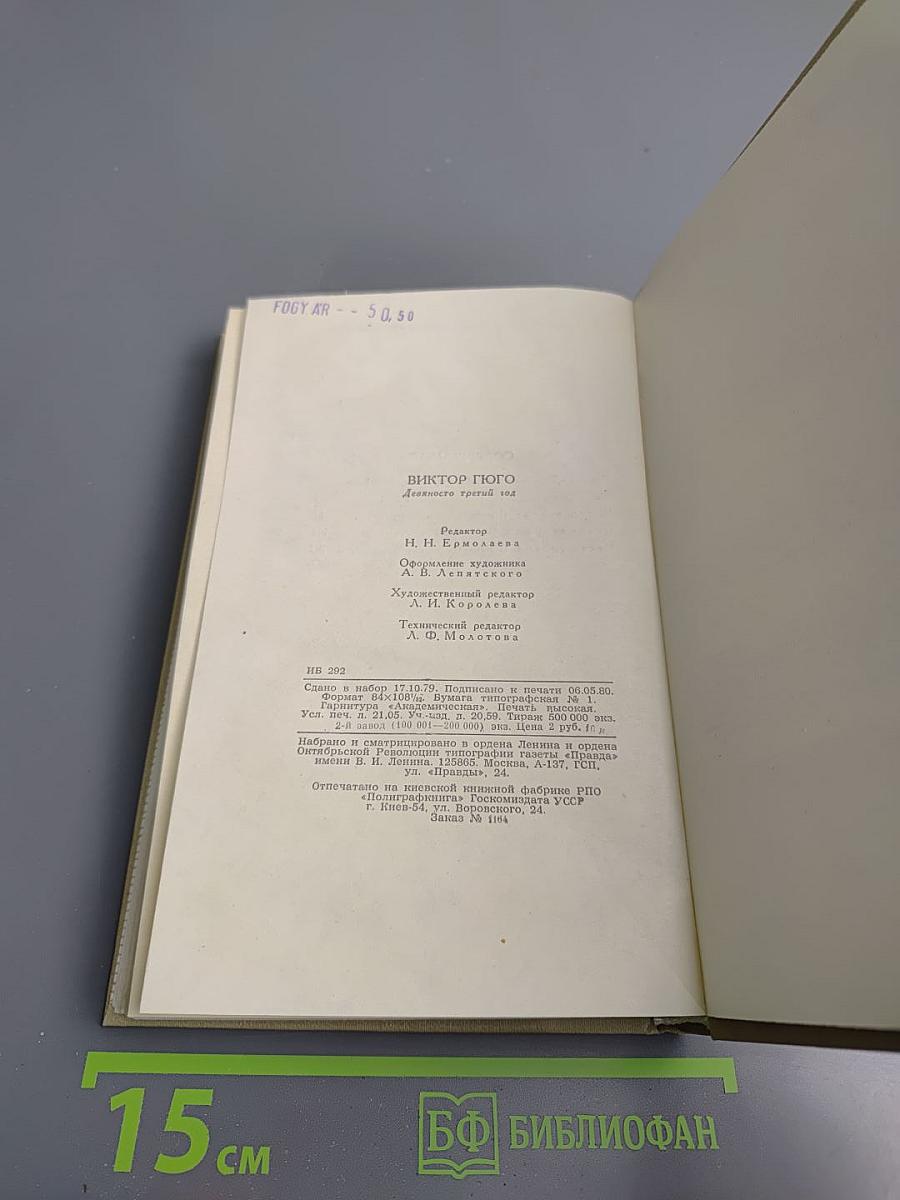 FOGY ÁR - - 50,50
ВИКТОР ГЮГО
Девяносто третий год
Редактор
Н. Н. Ермолаева
Оформление художника
А. В. Лепятского
Художественный редактор
Л. И. Королева
Технический редактор
Л. Ф. Молотова
ИБ 292
Сдано в набор 17.10.79. Подписано к печати 06.05.80.
Формат 84×108¹/₃₂. Бумага типографская № 1.
Гарнитура «Академическая». Печать высокая.
Усл. печ. л. 21,05. Уч.-изд. л. 20,59. Тираж 500 000 экз.
2-й завод (100 001—200 000) экз. Цена 2 руб.
Набрано и сматрицировано в ордена Ленина и ордена
Октябрьской Революции типографии газеты «Правда»
имени В. И. Ленина. 125865. Москва, А-137, ГСП,
ул. «Правды», 24.
Отпечатано на киевской книжной фабрике РПО
«Полиграфкнига» Госкомиздата УССР
г. Киев-54, ул. Воровского, 24.
Заказ № 1164
15 см
БФ БИБЛИОФАН